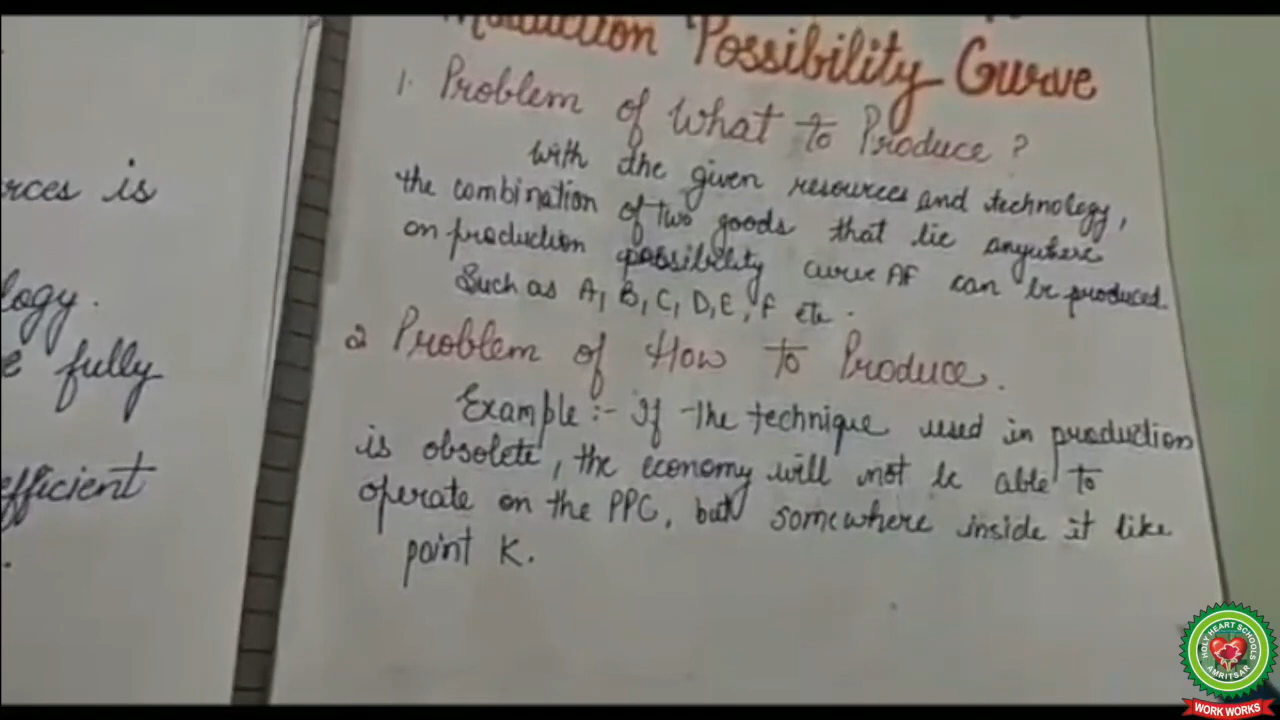 rces is
logy.
e fully
efficient
Production Possibility Curve
1. Problem of What to Produce?
with the given resources and technology,
the combination of two goods that lie anywhere
on production possibility curve AF can be produced
Such as A, B, C, D, E, F etc.
2 Problem of How to Produce.
Example :- If the technique used in production
is obsolete, the economy will not be able to
operate on the PPC, but somewhere inside it like
point K.
HOLY HEART SCHOOLS
AMRITSAR
WORK WORKS